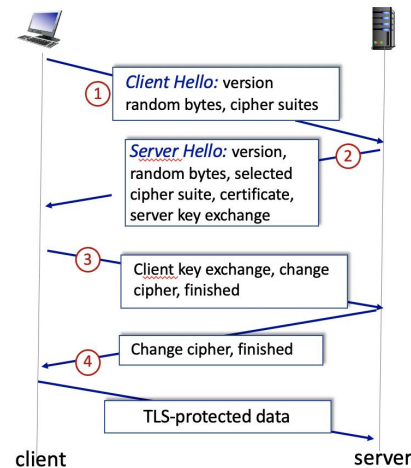 1
Client Hello: version
random bytes, cipher suites
Server Hello: version,
random bytes, selected
cipher suite, certificate,
server key exchange
2
3
Client key exchange, change
cipher, finished
Change cipher, finished
4
TLS-protected data
client
server